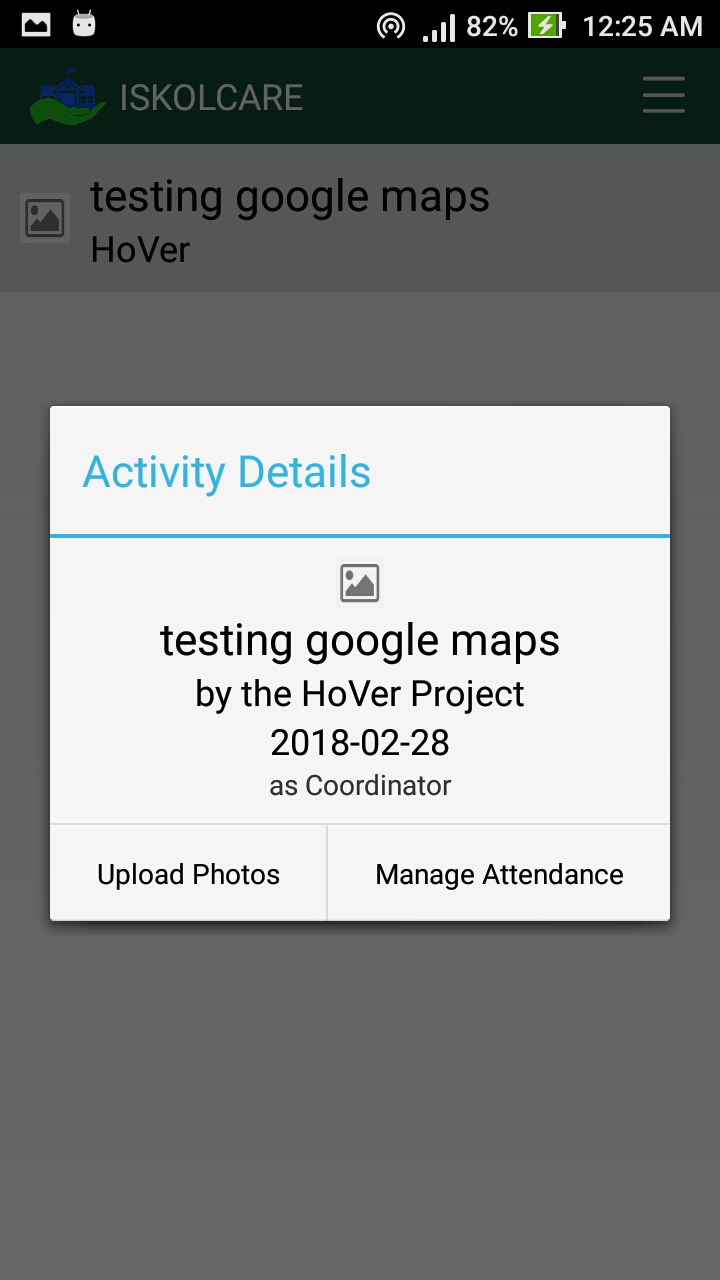 82% 12:25 AM
ISKOLCARE
testing google maps
HoVer
Activity Details
testing google maps
by the HoVer Project
2018-02-28
as Coordinator
Upload Photos Manage Attendance